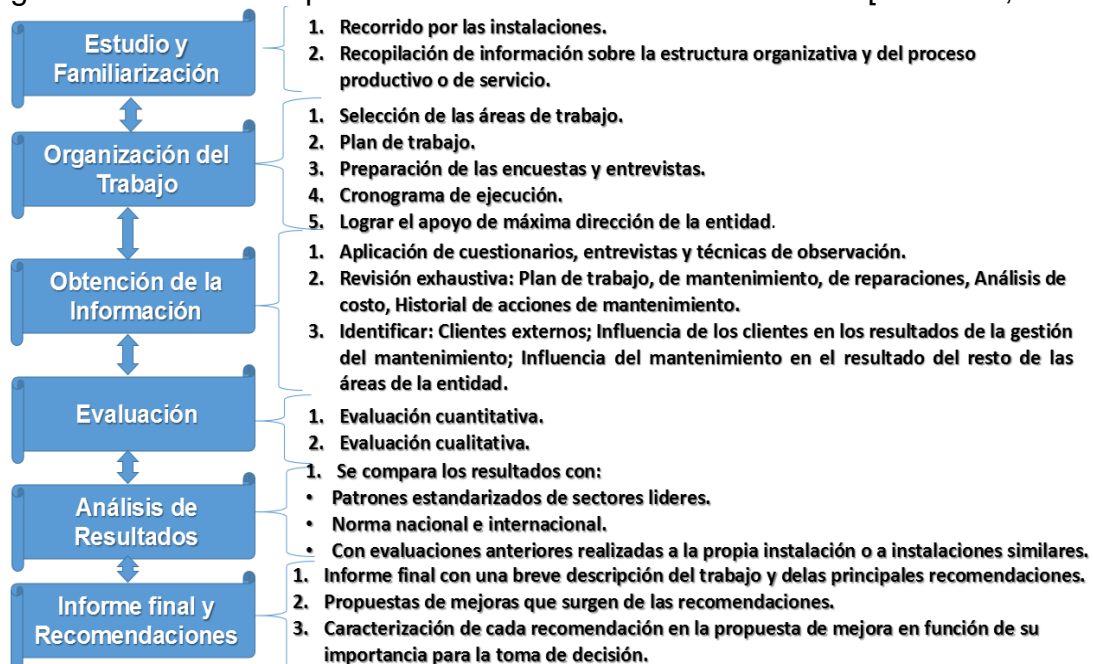 Estudio y
Familiarización
1. Recorrido por las instalaciones.
2. Recopilación de información sobre la estructura organizativa y del proceso
productivo o de servicio.
Organización del
Trabajo
1. Selección de las áreas de trabajo.
2. Plan de trabajo.
3. Preparación de las encuestas y entrevistas.
4. Cronograma de ejecución.
5. Lograr el apoyo de máxima dirección de la entidad.
Obtención de la
Información
1. Aplicación de cuestionarios, entrevistas y técnicas de observación.
2. Revisión exhaustiva: Plan de trabajo, de mantenimiento, de reparaciones, Análisis de
costo, Historial de acciones de mantenimiento.
3. Identificar: Clientes externos; Influencia de los clientes en los resultados de la gestión
del mantenimiento; Influencia del mantenimiento en el resultado del resto de las
áreas de la entidad.
Evaluación
1. Evaluación cuantitativa.
2. Evaluación cualitativa.
Análisis de
Resultados
1. Se compara los resultados con:
• Patrones estandarizados de sectores lideres.
• Norma nacional e internacional.
• Con evaluaciones anteriores realizadas a la propia instalación o a instalaciones similares.
Informe final y
Recomendaciones
1. Informe final con una breve descripción del trabajo y delas principales recomendaciones.
2. Propuestas de mejoras que surgen de las recomendaciones.
3. Caracterización de cada recomendación en la propuesta de mejora en función de su
importancia para la toma de decisión.